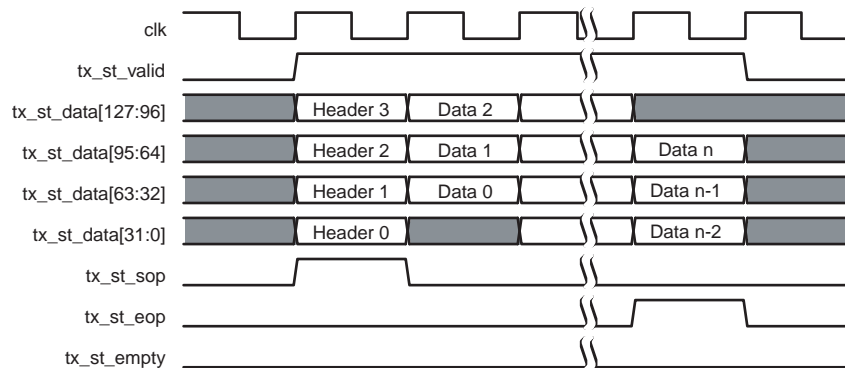 clk
tx_st_valid
tx_st_data[127:96] Header 3 Data 2
tx_st_data[95:64] Header 2 Data 1 Data n
tx_st_data[63:32] Header 1 Data 0 Data n-1
tx_st_data[31:0] Header 0 Data n-2
tx_st_sop
tx_st_eop
tx_st_empty